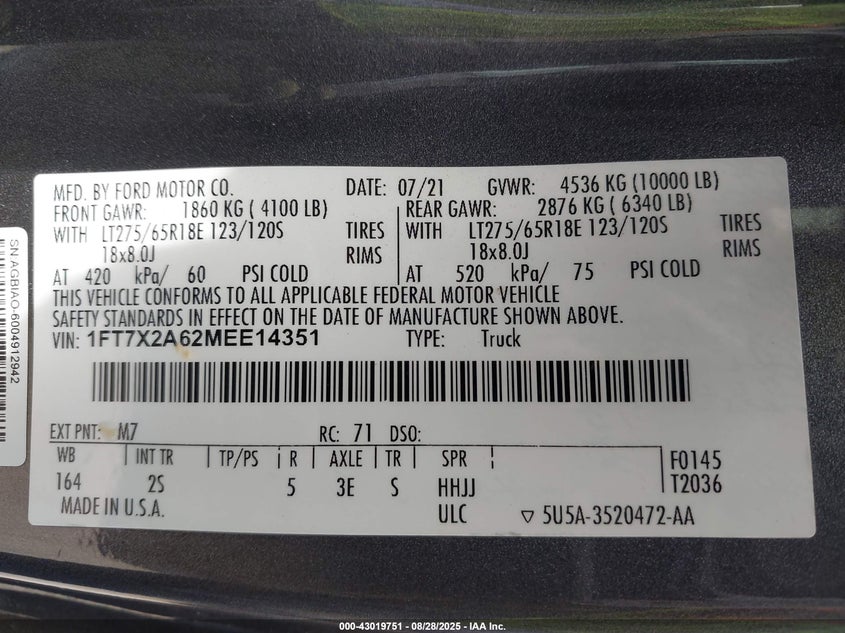 MFD. BY FORD MOTOR CO. DATE: 07/21 GVWR: 4536 KG (10000 LB)
FRONT GAWR: 1860 KG ( 4100 LB) REAR GAWR: 2876 KG ( 6340 LB)
WITH LT275/65R18E 123/120S TIRES WITH LT275/65R18E 123/120S TIRES
18x8.0J RIMS 18x8.0J RIMS
AT 420 kPa/ 60 PSI COLD AT 520 kPa/ 75 PSI COLD
THIS VEHICLE CONFORMS TO ALL APPLICABLE FEDERAL MOTOR VEHICLE
SAFETY STANDARDS IN EFFECT ON THE DATE OF MANUFACTURE SHOWN ABOVE.
VIN: 1FT7X2A62MEE14351 TYPE: Truck
EXT PNT: M7 RC: 71 DSO:
WB INT TR TP/PS R AXLE TR SPR F0145
164 2S 5 3E S HHJJ T2036
MADE IN U.S.A. ULC 5U5A-3520472-AA
SN:AGBIAO-6004912942
000-43019751 - 08/28/2025 - IAA Inc.